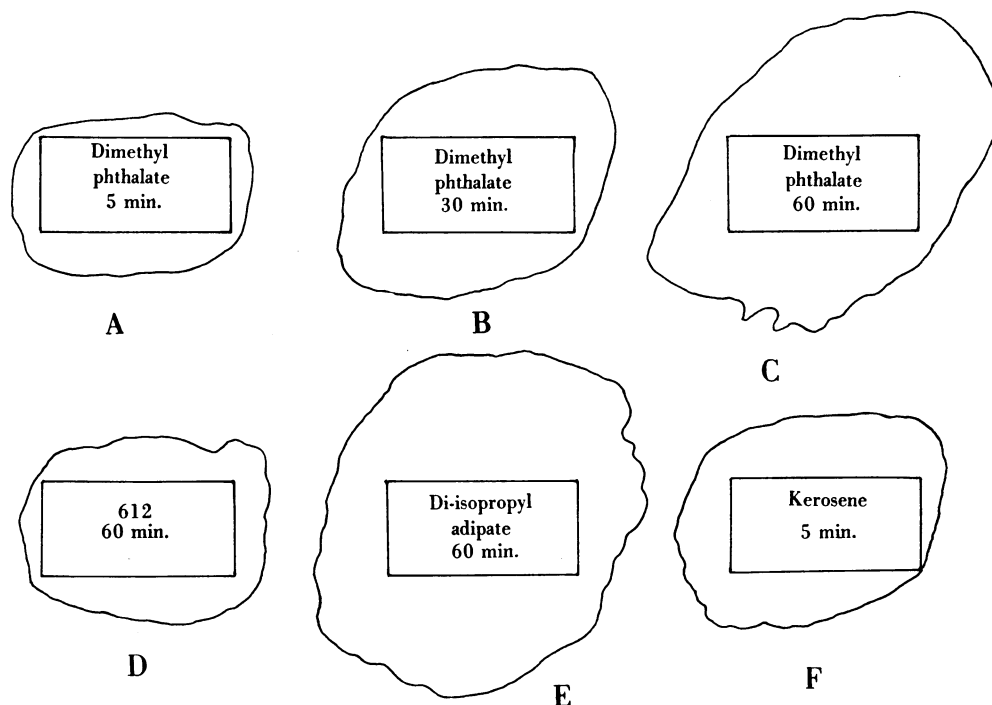 Dimethyl
phthalate
5 min.
A
Dimethyl
phthalate
30 min.
B
Dimethyl
phthalate
60 min.
C
612
60 min.
D
Di-isopropyl
adipate
60 min.
E
Kerosene
5 min.
F